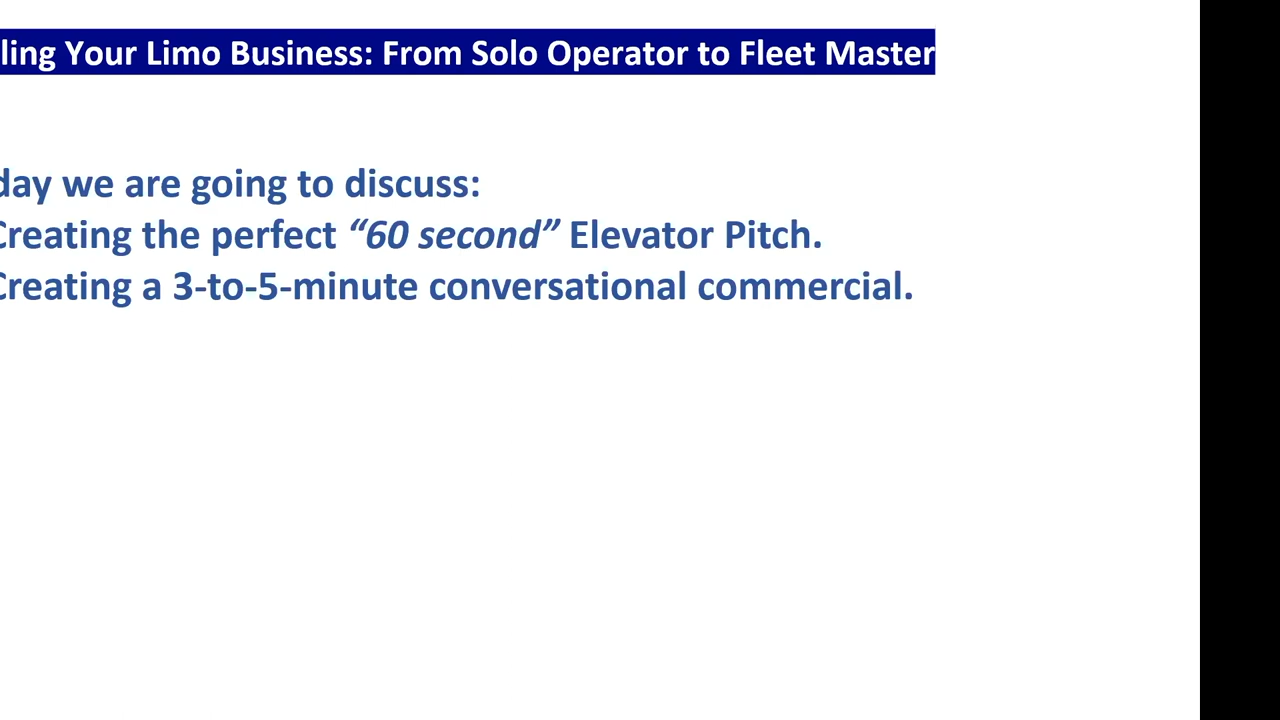 ling Your Limo Business: From Solo Operator to Fleet Master
day we are going to discuss:
Creating the perfect “60 second” Elevator Pitch.
Creating a 3-to-5-minute conversational commercial.